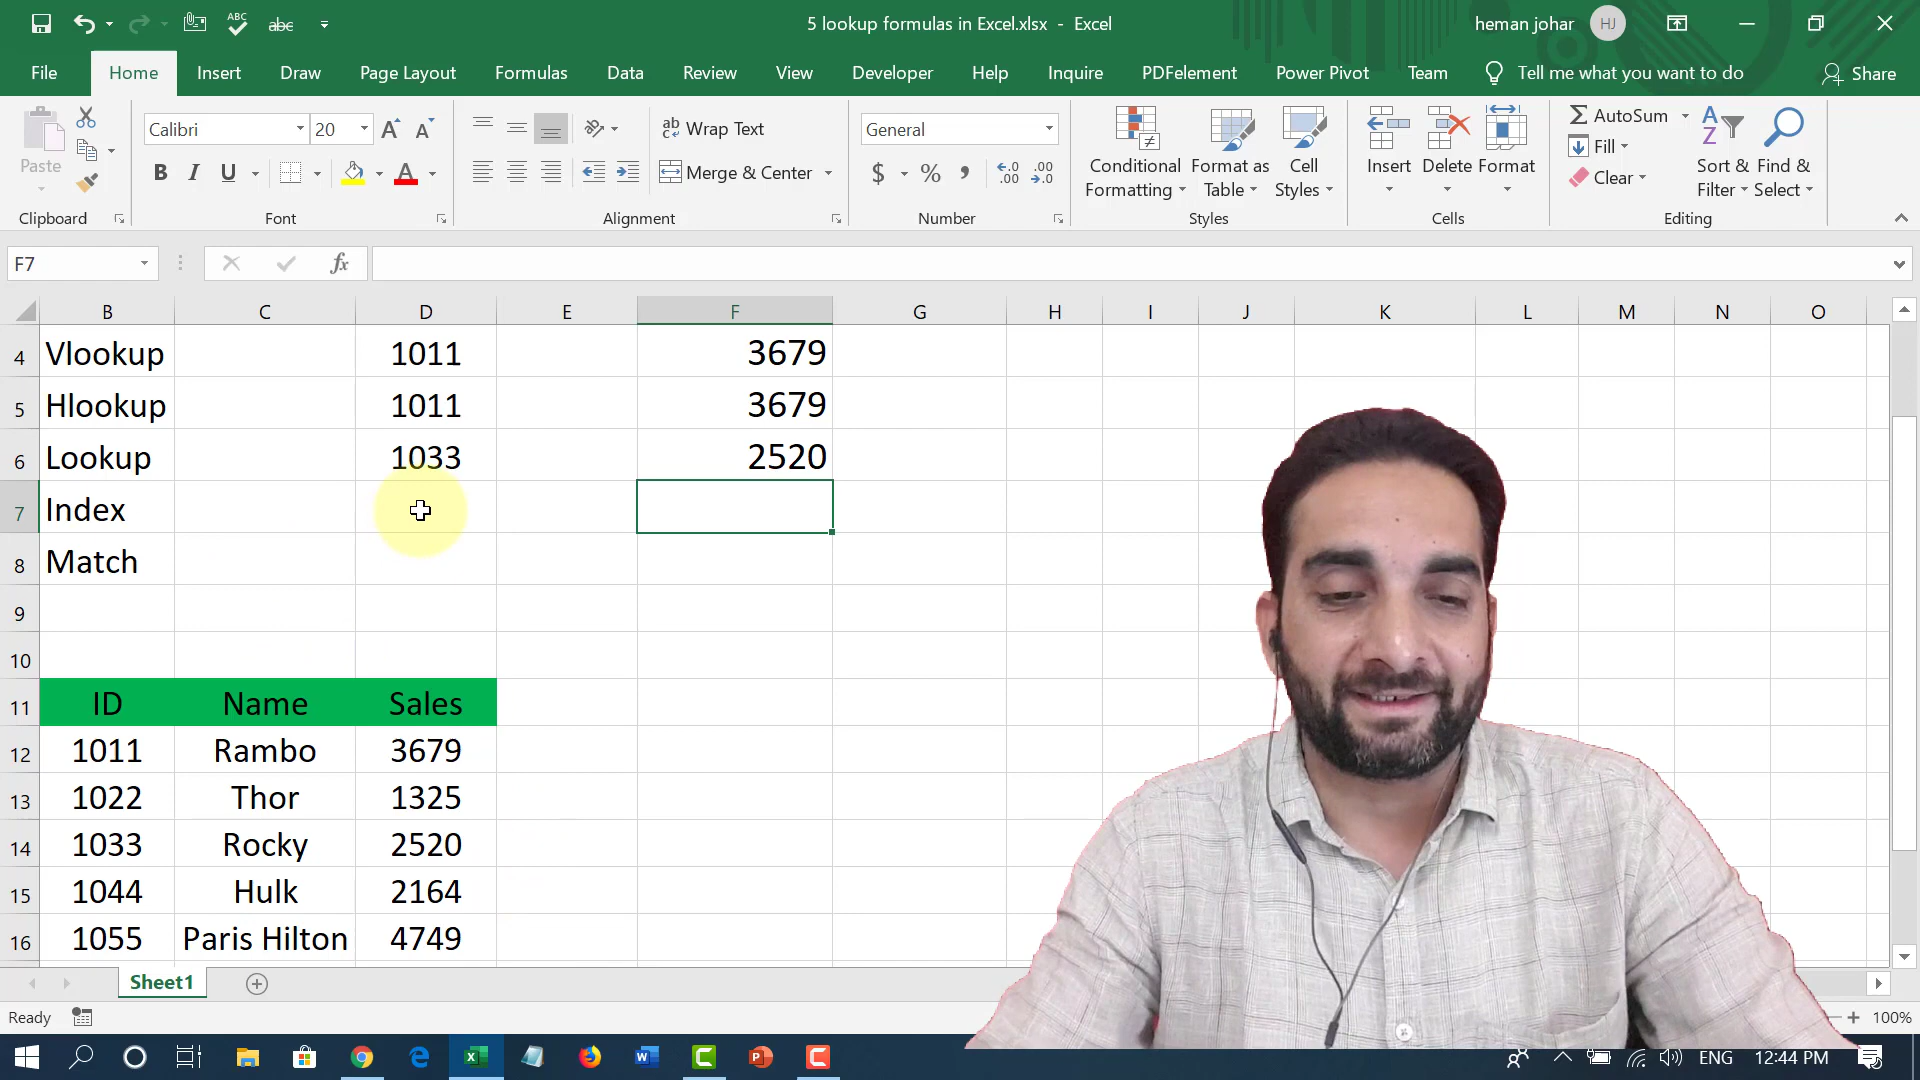 ABC
abc
5 lookup formulas in Excel.xlsx - Excel
heman johar
HJ
File Home Insert Draw Page Layout Formulas Data Review View Developer Help Inquire PDFelement Power Pivot Team Tell me what you want to do Share
Paste
Clipboard
Calibri 20
B I U
Font
Wrap Text
Merge & Center
Alignment
General
$ % ,
Number
Conditional Formatting
Format as Table
Cell Styles
Styles
Insert Delete Format
Cells
AutoSum
Fill
Clear
Sort & Filter
Find & Select
Editing
F7
fx
B C D E F G H I J K L M N O
4 Vlookup 1011 3679
5 Hlookup 1011 3679
6 Lookup 1033 2520
7 Index
8 Match
9
10
11 ID Name Sales
12 1011 Rambo 3679
13 1022 Thor 1325
14 1033 Rocky 2520
15 1044 Hulk 2164
16 1055 Paris Hilton 4749
Sheet1
Ready
100%
ENG 12:44 PM